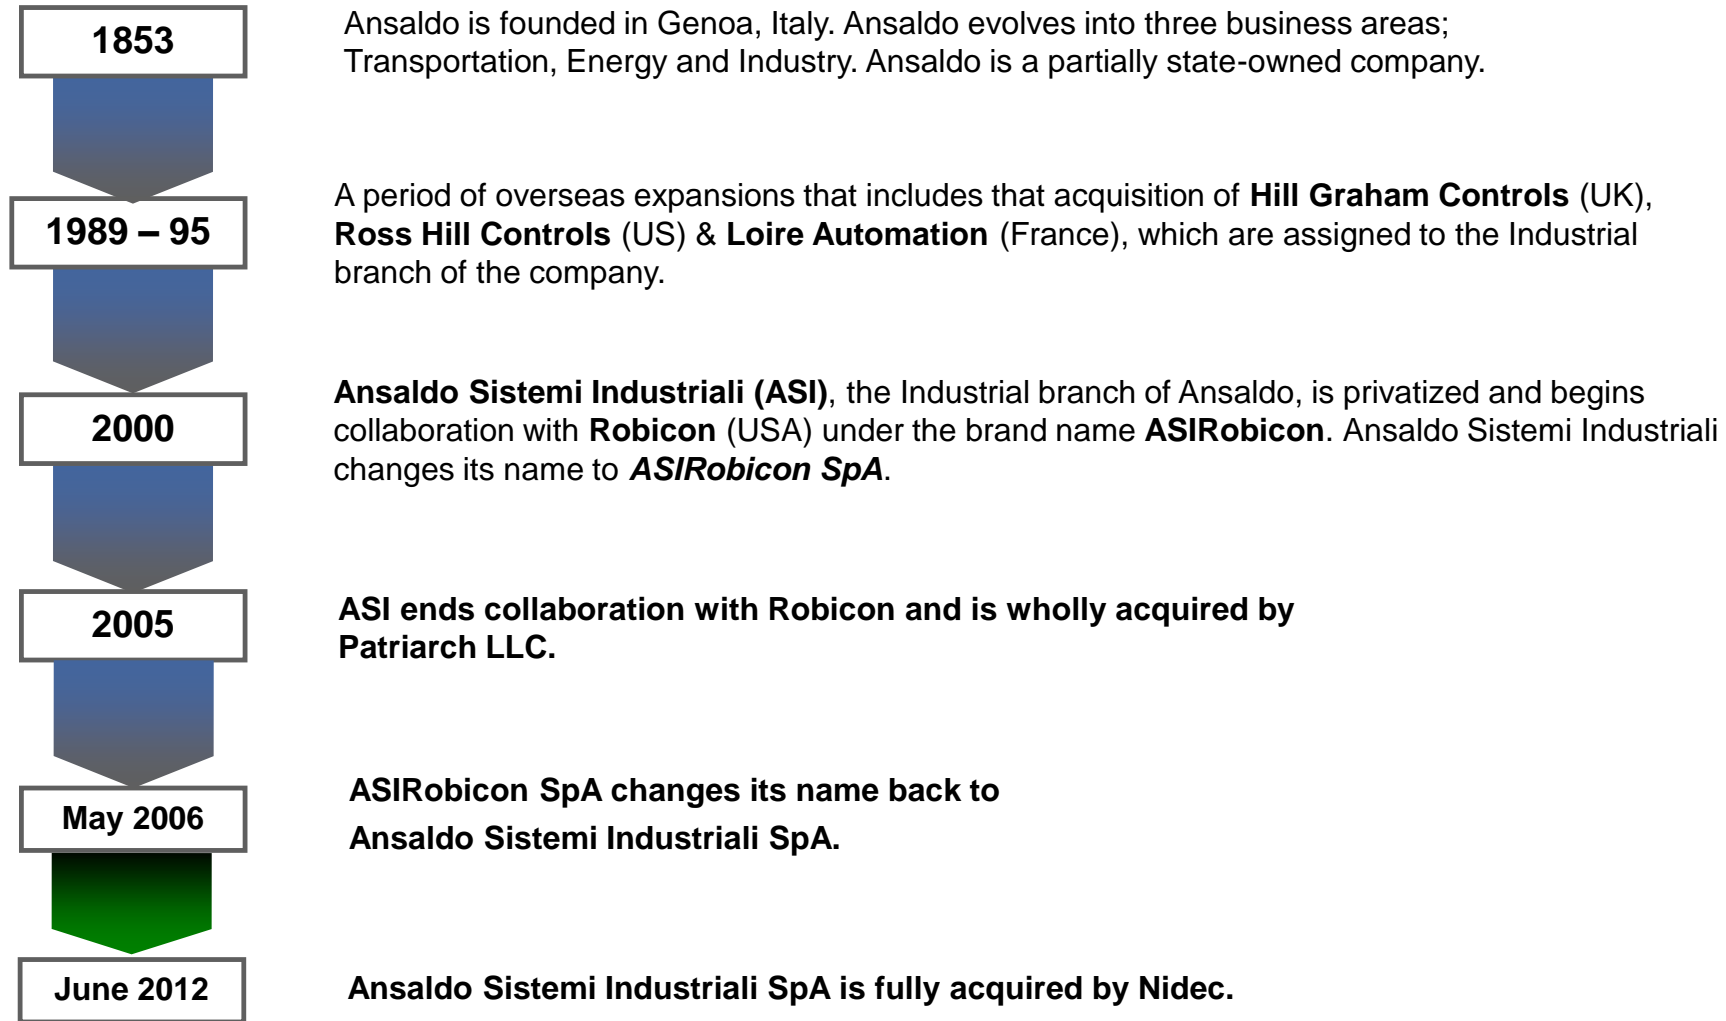 1853
Ansaldo is founded in Genoa, Italy. Ansaldo evolves into three business areas;
Transportation, Energy and Industry. Ansaldo is a partially state-owned company.
1989 – 95
A period of overseas expansions that includes that acquisition of Hill Graham Controls (UK),
Ross Hill Controls (US) & Loire Automation (France), which are assigned to the Industrial
branch of the company.
2000
Ansaldo Sistemi Industriali (ASI), the Industrial branch of Ansaldo, is privatized and begins
collaboration with Robicon (USA) under the brand name ASIRobicon. Ansaldo Sistemi Industriali
changes its name to ASIRobicon SpA.
2005
ASI ends collaboration with Robicon and is wholly acquired by
Patriarch LLC.
May 2006
ASIRobicon SpA changes its name back to
Ansaldo Sistemi Industriali SpA.
June 2012
Ansaldo Sistemi Industriali SpA is fully acquired by Nidec.